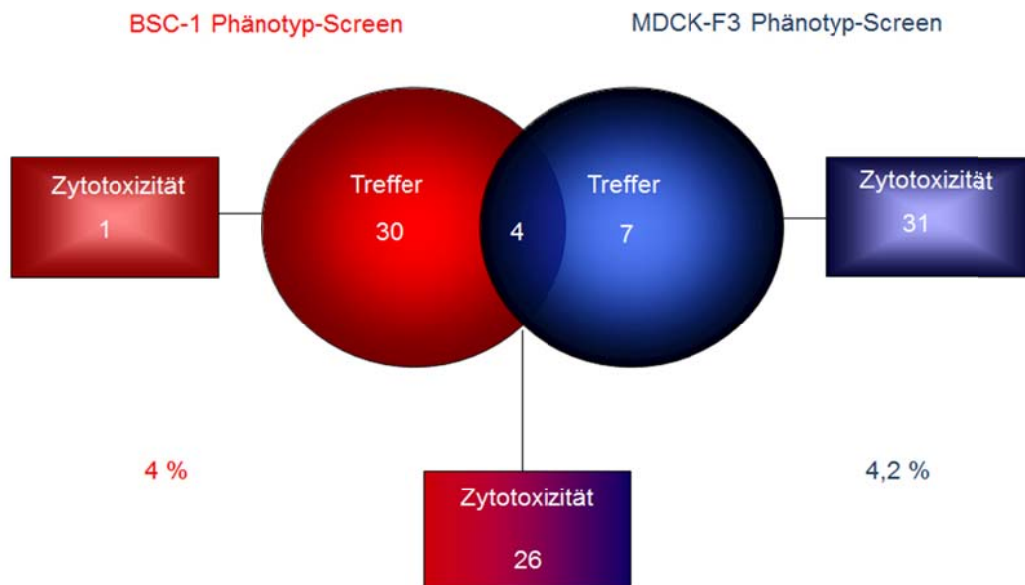 BSC-1 Phänotyp-Screen
MDCK-F3 Phänotyp-Screen
Zytotoxizität
1
Treffer
30
4
Treffer
7
Zytotoxizität
31
4 %
4,2 %
Zytotoxizität
26